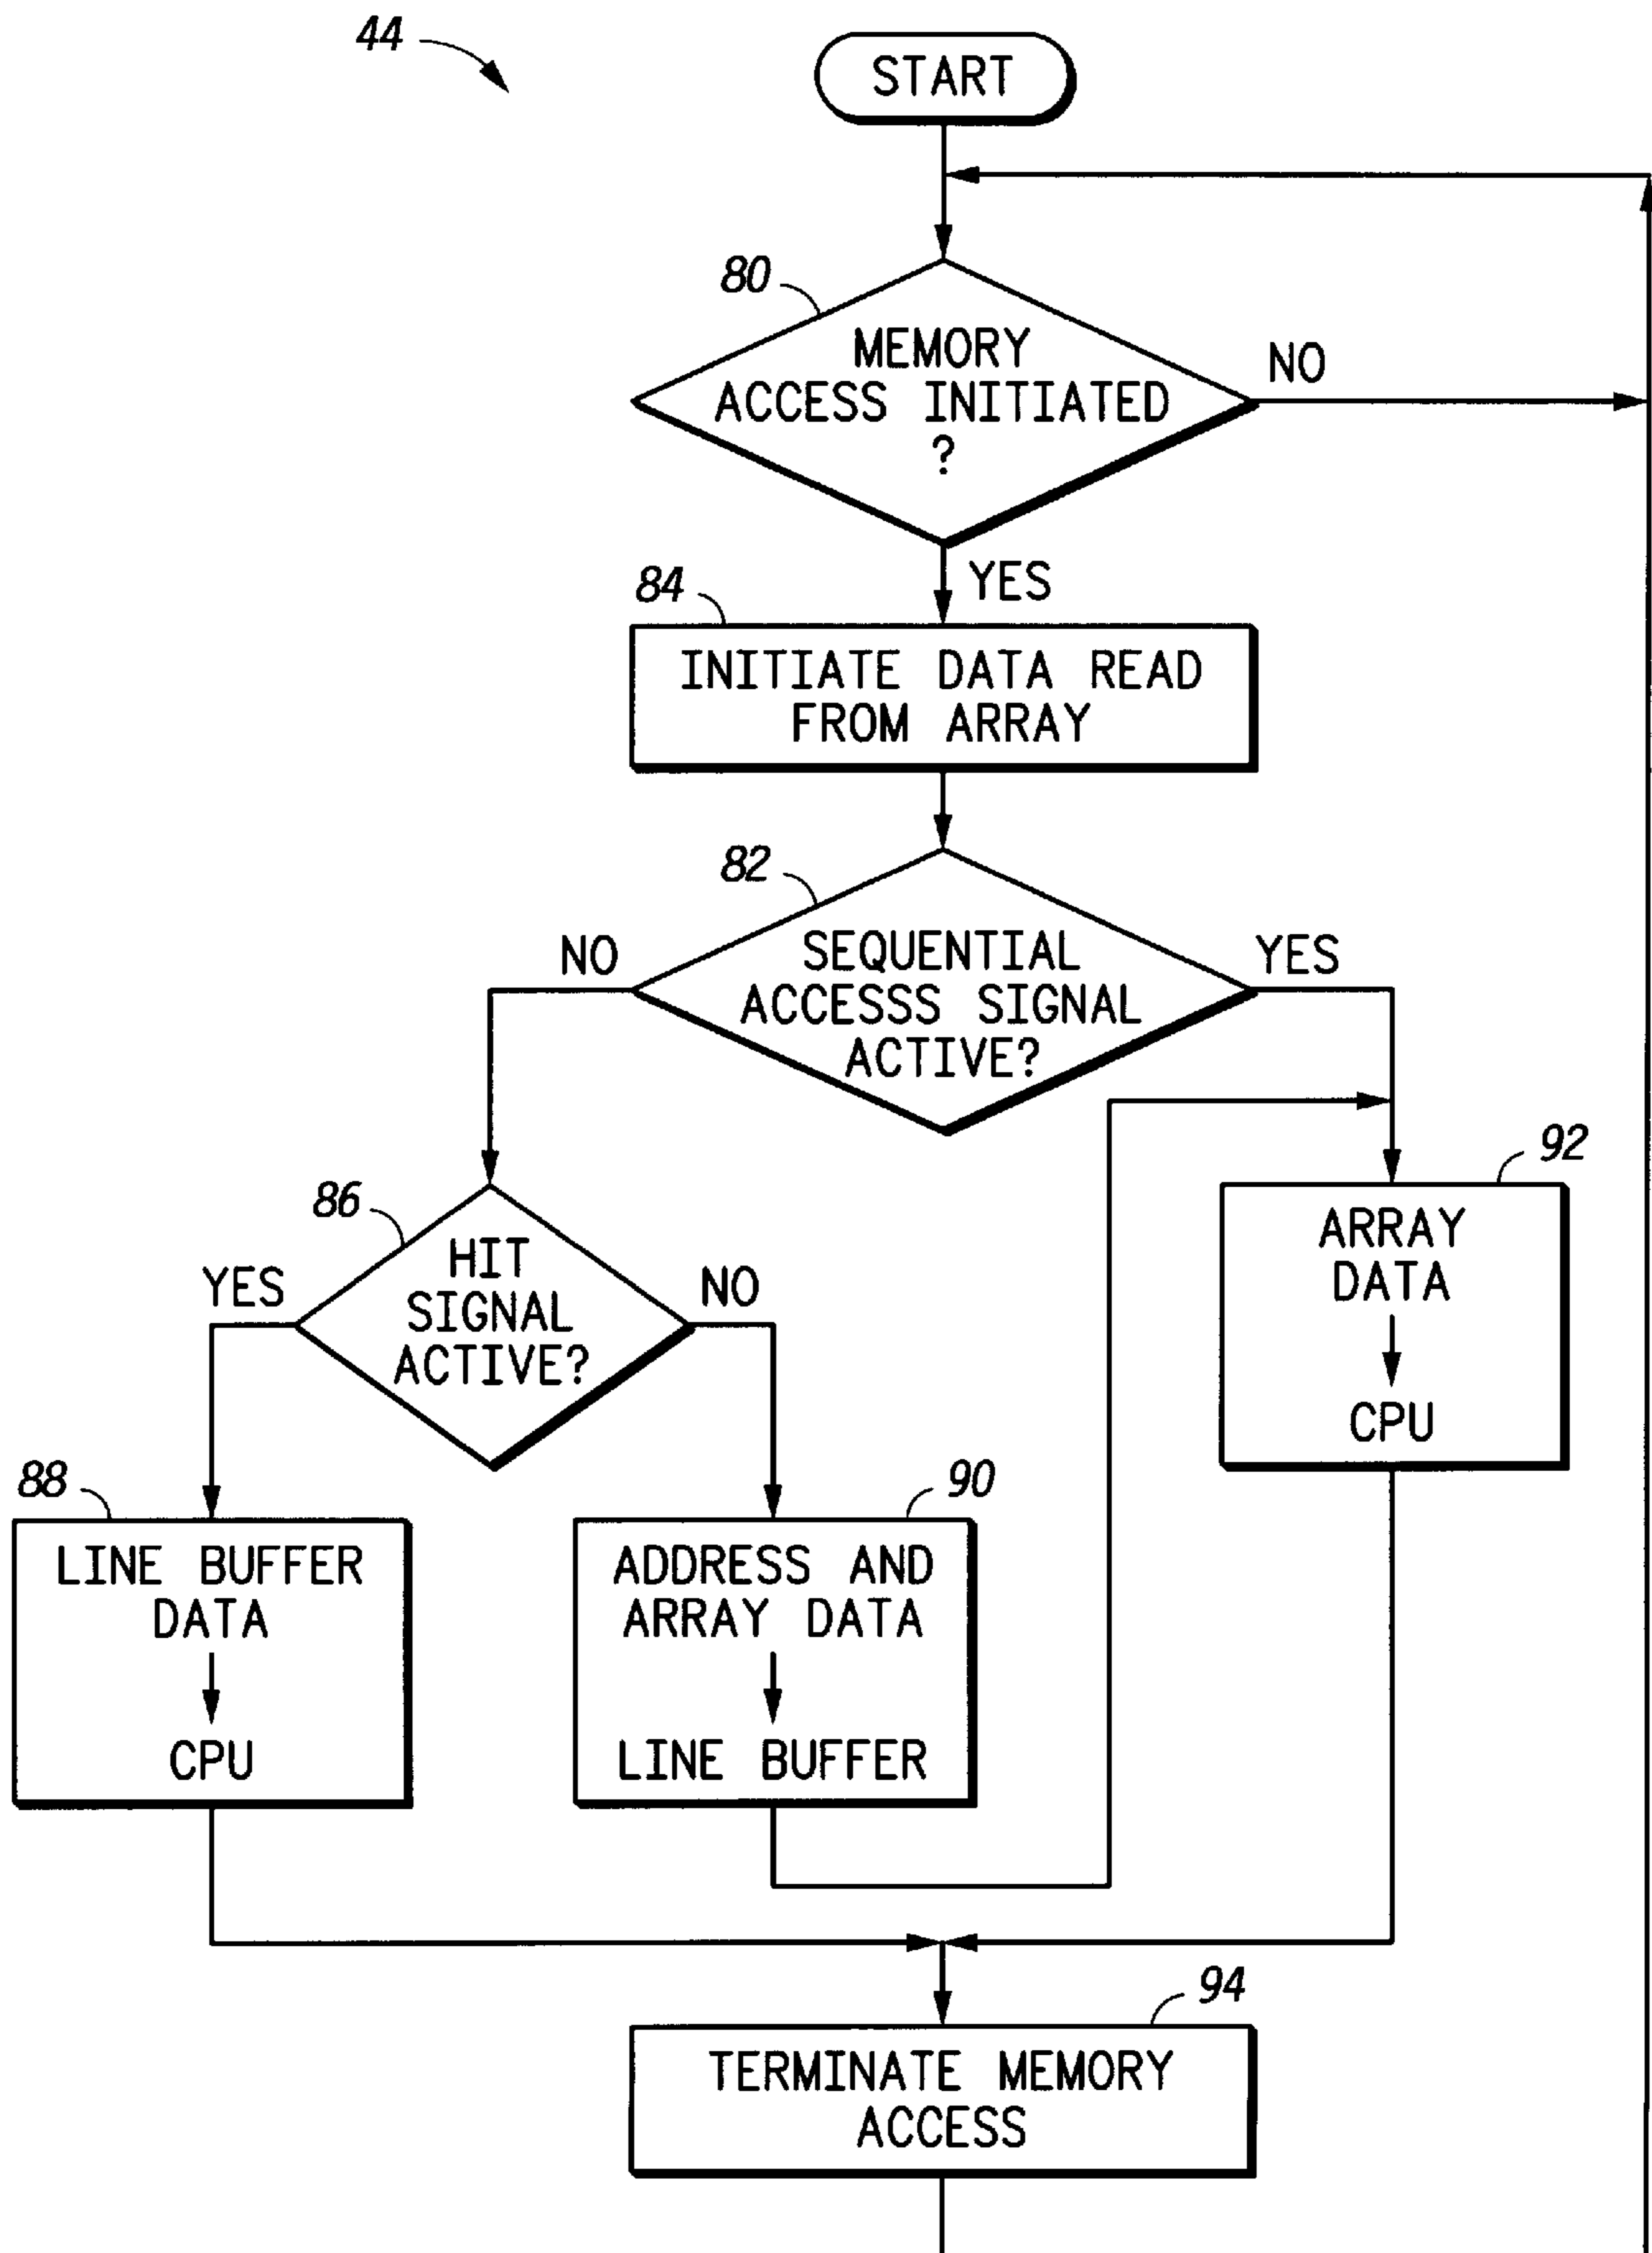 44
START
80
MEMORY
ACCESS INITIATED
?
NO
YES
84
INITIATE DATA READ
FROM ARRAY
82
SEQUENTIAL
ACCESSS SIGNAL
ACTIVE?
NO
YES
86
HIT
SIGNAL
ACTIVE?
YES
NO
92
ARRAY
DATA
CPU
88
LINE BUFFER
DATA
CPU
90
ADDRESS AND
ARRAY DATA
LINE BUFFER
94
TERMINATE MEMORY
ACCESS